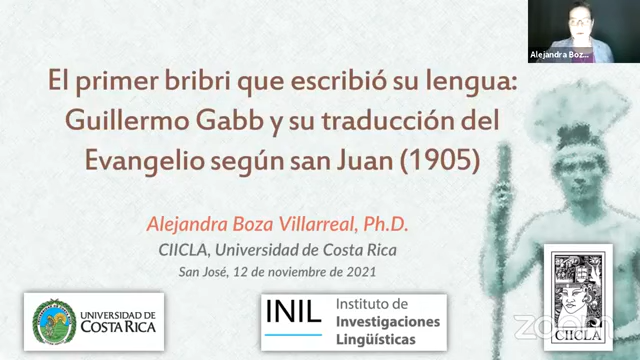 Alejandra Boz...
El primer bribri que escribió su lengua:
Guillermo Gabb y su traducción del
Evangelio según san Juan (1905)
Alejandra Boza Villarreal, Ph.D.
CIICLA, Universidad de Costa Rica
San José, 12 de noviembre de 2021
UNIVERSIDAD DE
COSTA RICA
INIL
Instituto de
Investigaciones
Lingüísticas
CIICLA
zoom